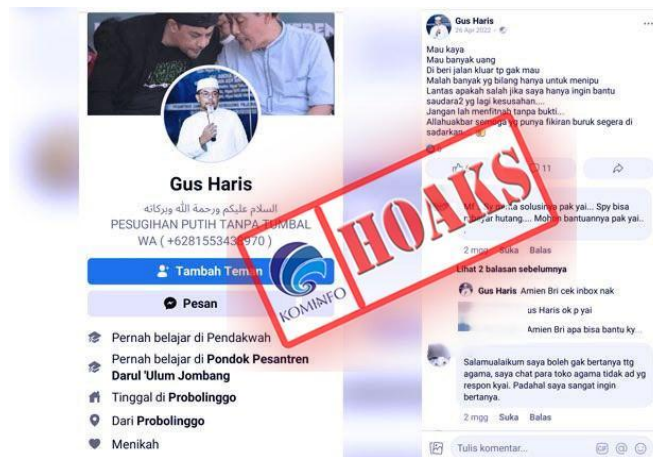 Gus Haris
السلام عليكم ورحمة الله وبركاته
PESUGIHAN PUTIH TANPA TUMBAL
WA ( +6281553433970 )
Tambah Teman
Pesan
Pernah belajar di Pendakwah
Pernah belajar di Pondok Pesantren
Darul 'Ulum Jombang
Tinggal di Probolinggo
Dari Probolinggo
Menikah
KOMINFO
HOAKS
Gus Haris
26 Apr 2022
Mau kaya
Mau banyak uang
Di beri jalan kluar tp gak mau
Malah banyak yg bilang hanya untuk menipu
Lantas apakah salah jika saya hanya ingin bantu
saudara2 yg lagi kesusahan....
Jangan lah menfitnah tanpa bukti...
Allahuakbar semoga yg punya fikiran buruk segera di
sadarkan...
11
solusinya pak yai... Spy bisa
hutang.... Mohon bantuannya pak yai..
2 mgg Suka Balas
Lihat 2 balasan sebelumnya
Gus Haris Amien Bri cek inbox nak
us Haris ok p yai
Amien Bri apa bisa bantu ky...
Salamualaikum saya boleh gak bertanya ttg
agama, saya chat para toko agama tidak ad yg
respon kyai. Padahal saya sangat ingin
bertanya.
2 mgg Suka Balas
Tulis komentar...
GIF